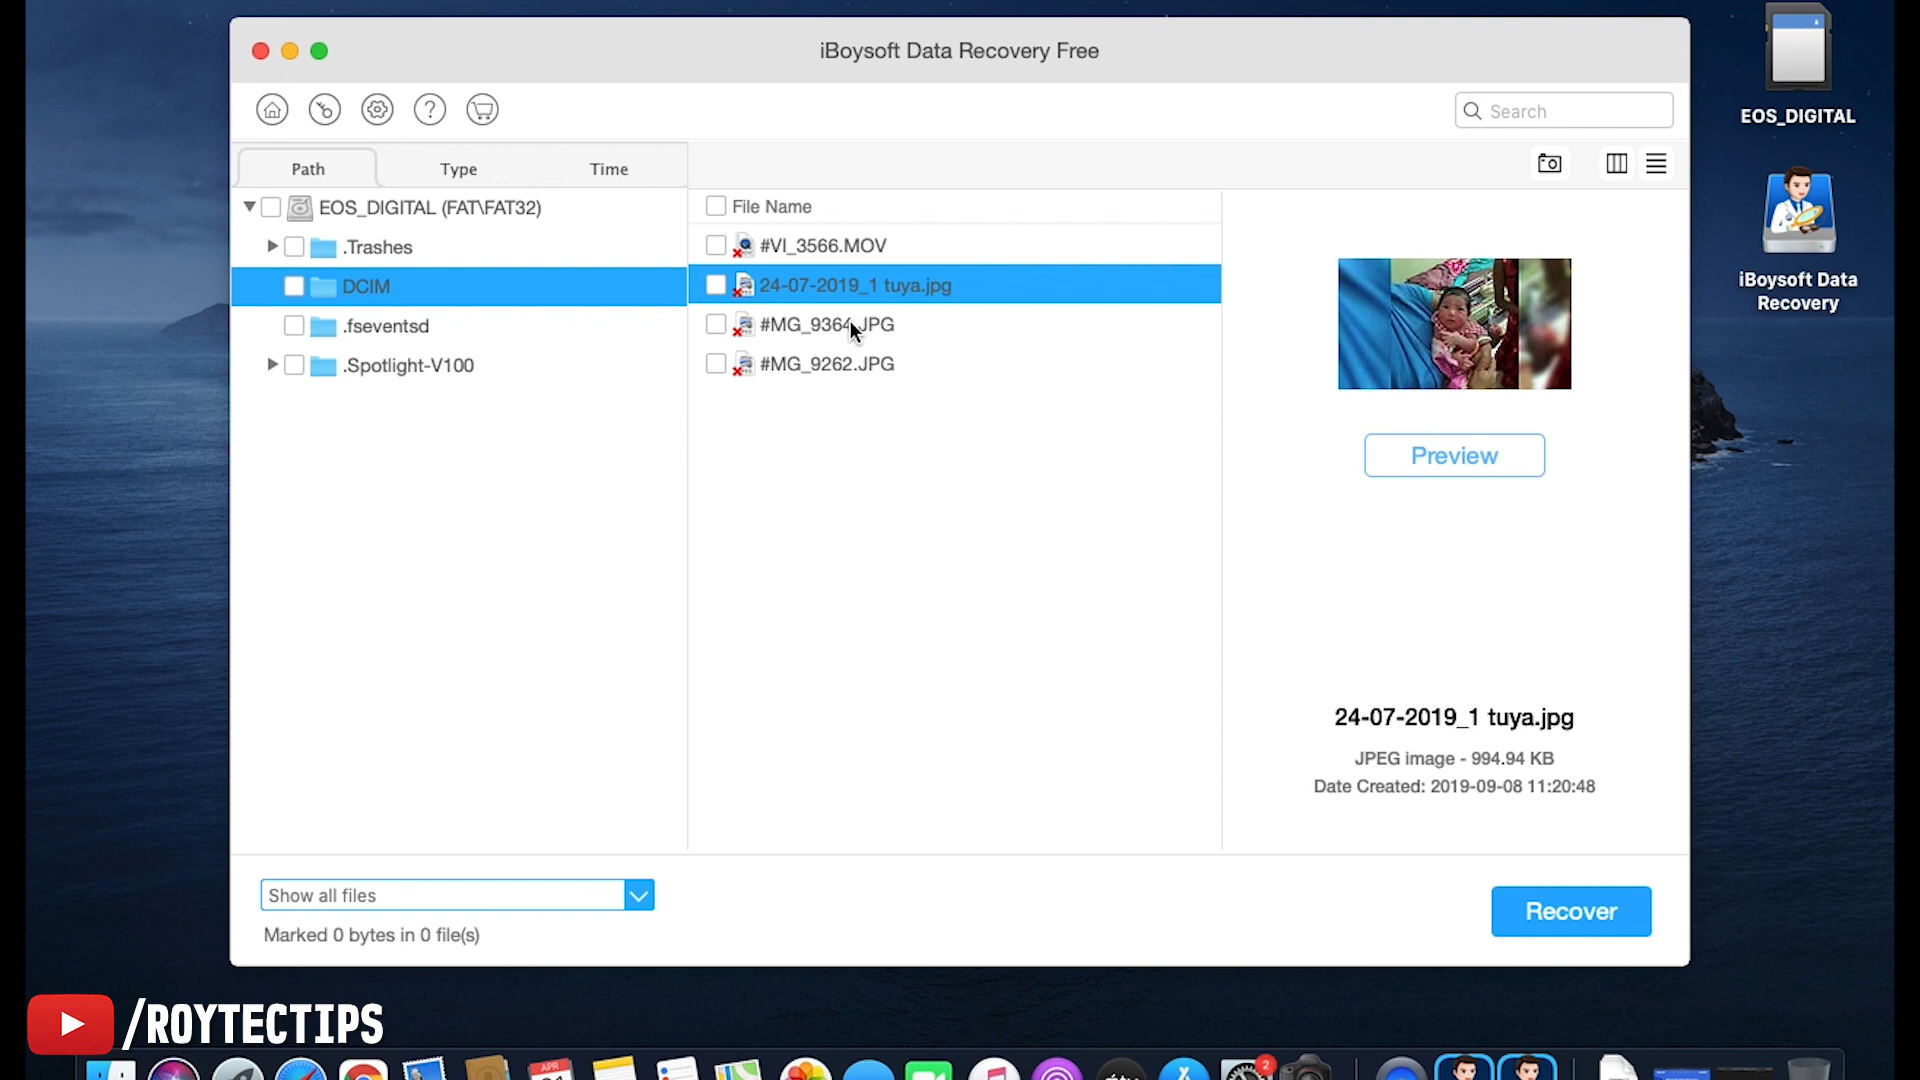 iBoysoft Data Recovery Free
Search
Path
Type
Time
EOS_DIGITAL (FAT\FAT32)
.Trashes
DCIM
.fseventsd
.Spotlight-V100
File Name
#VI_3566.MOV
24-07-2019_1 tuya.jpg
#MG_9364.JPG
#MG_9262.JPG
Preview
24-07-2019_1 tuya.jpg
JPEG image - 994.94 KB
Date Created: 2019-09-08 11:20:48
Show all files
Marked 0 bytes in 0 file(s)
Recover
EOS_DIGITAL
iBoysoft Data
Recovery
/ROYTECTIPS
APR
2